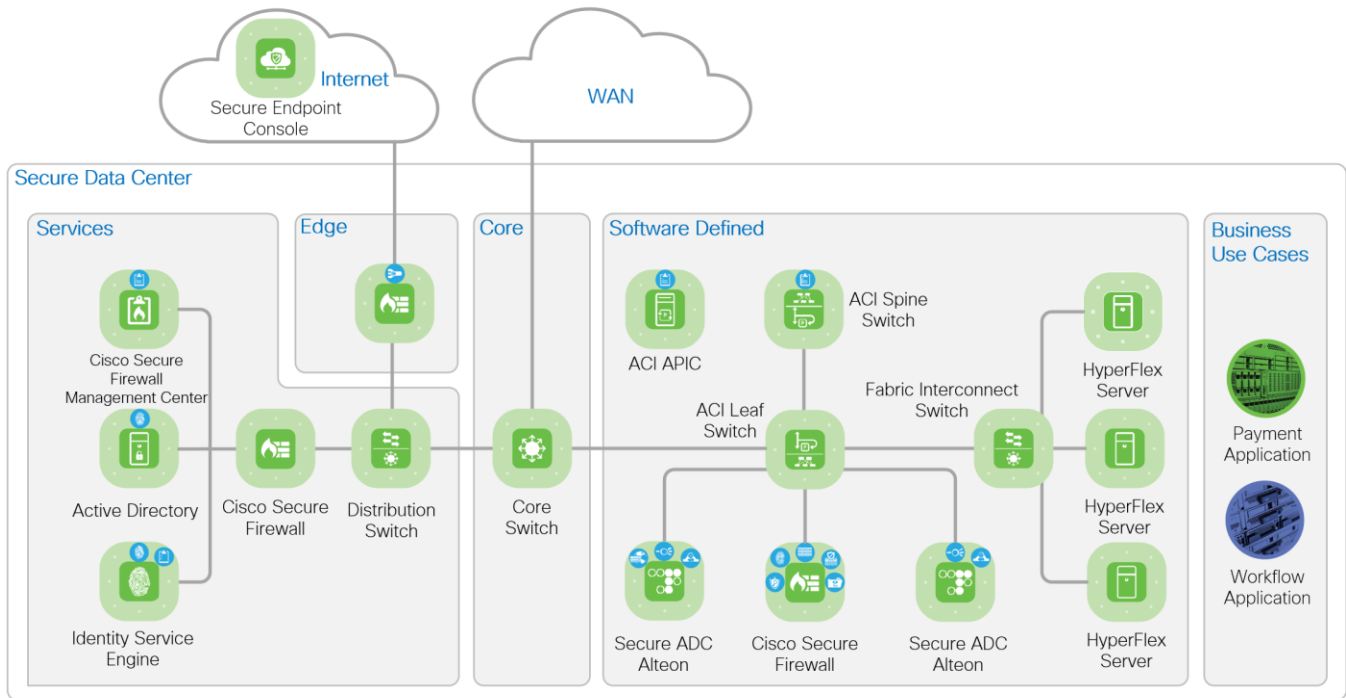 Internet
Secure Endpoint
Console
WAN
Secure Data Center
Services
Cisco Secure
Firewall
Management Center
Active Directory
Identity Service
Engine
Cisco Secure
Firewall
Distribution
Switch
Edge
Core
Core
Switch
Software Defined
ACI APIC
ACI Spine
Switch
ACI Leaf
Switch
Fabric Interconnect
Switch
HyperFlex
Server
HyperFlex
Server
HyperFlex
Server
Secure ADC
Alteon
Cisco Secure
Firewall
Secure ADC
Alteon
Business
Use Cases
Payment
Application
Workflow
Application